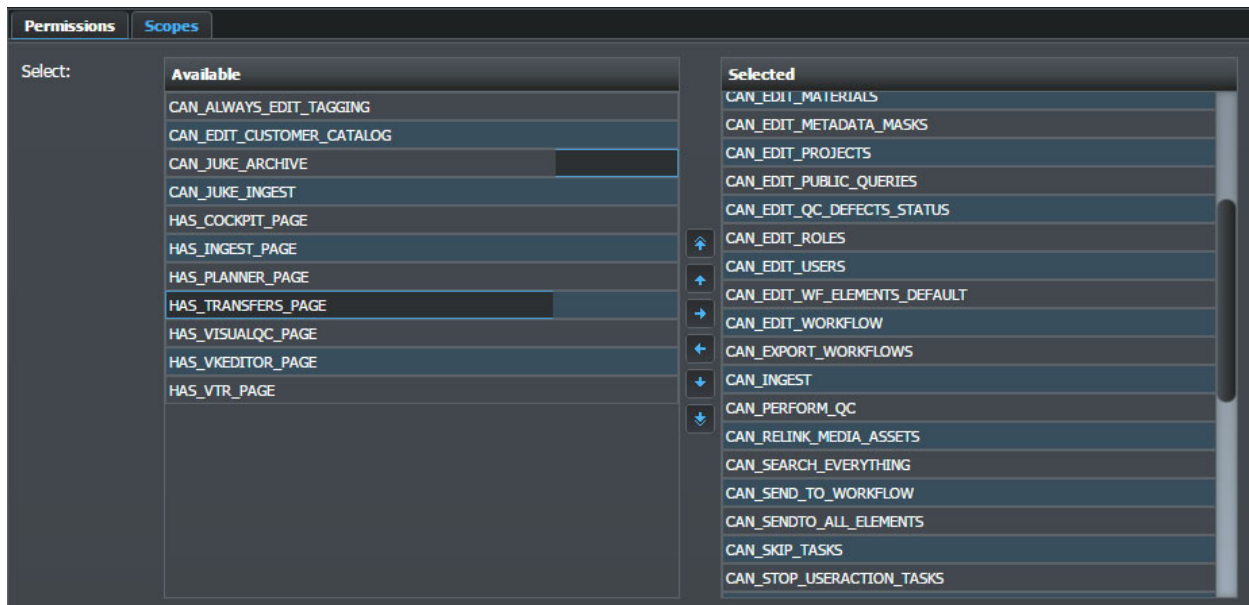 Permissions Scopes
Select:
Available
CAN_ALWAYS_EDIT_TAGGING
CAN_EDIT_CUSTOMER_CATALOG
CAN_JUKE_ARCHIVE
CAN_JUKE_INGEST
HAS_COCKPIT_PAGE
HAS_INGEST_PAGE
HAS_PLANNER_PAGE
HAS_TRANSFERS_PAGE
HAS_VISUALQC_PAGE
HAS_VKEDITOR_PAGE
HAS_VTR_PAGE
Selected
CAN_EDIT_MATERIALS
CAN_EDIT_METADATA_MASKS
CAN_EDIT_PROJECTS
CAN_EDIT_PUBLIC_QUERIES
CAN_EDIT_QC_DEFECTS_STATUS
CAN_EDIT_ROLES
CAN_EDIT_USERS
CAN_EDIT_WF_ELEMENTS_DEFAULT
CAN_EDIT_WORKFLOW
CAN_EXPORT_WORKFLOWS
CAN_INGEST
CAN_PERFORM_QC
CAN_RELINK_MEDIA_ASSETS
CAN_SEARCH_EVERYTHING
CAN_SEND_TO_WORKFLOW
CAN_SENDTO_ALL_ELEMENTS
CAN_SKIP_TASKS
CAN_STOP_USERACTION_TASKS